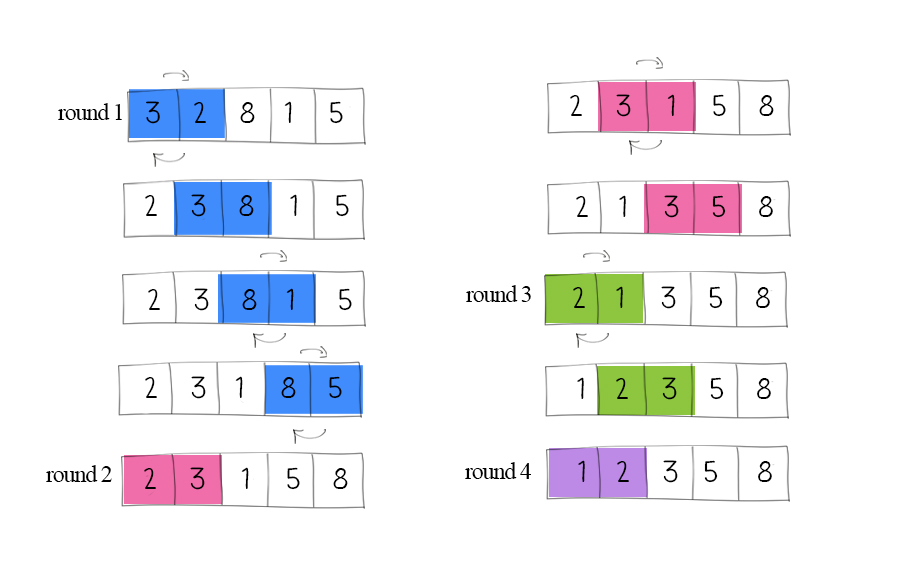 round 1 3 2 8 1 5
2 3 8 1 5
2 3 8 1 5
2 3 1 8 5
round 2 2 3 1 5 8
2 3 1 5 8
2 1 3 5 8
round 3 2 1 3 5 8
1 2 3 5 8
round 4 1 2 3 5 8